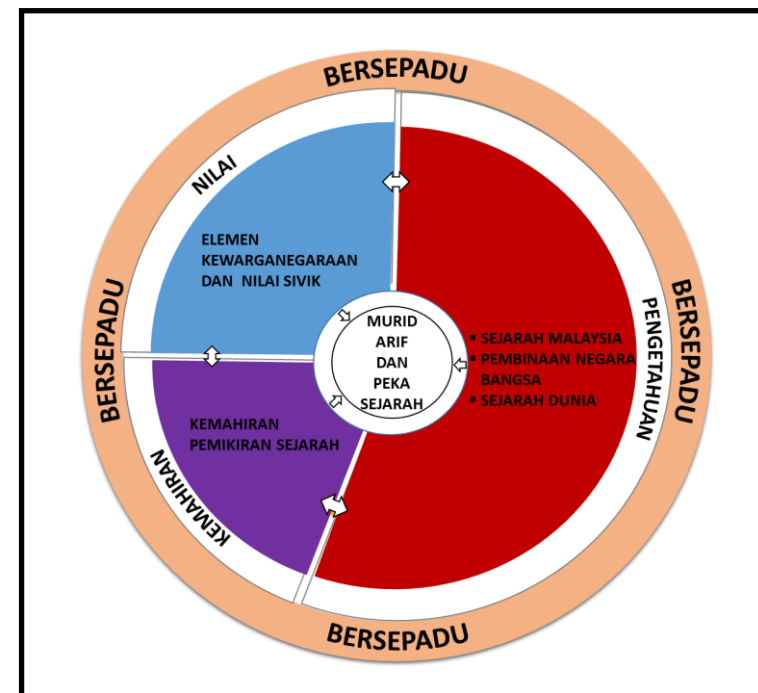 BERSEPADU
NILAI
ELEMEN
KEWARGANEGARAAN
DAN NILAI SIVIK
BERSEPADU
BERSEPADU
PENGETAHUAN
MURID
ARIF
DAN
PEKA
SEJARAH
▪ SEJARAH MALAYSIA
▪ PEMBINAAN NEGARA
BANGSA
▪ SEJARAH DUNIA
KEMAHIRAN
PEMIKIRAN SEJARAH
KEMAHIRAN
BERSEPADU